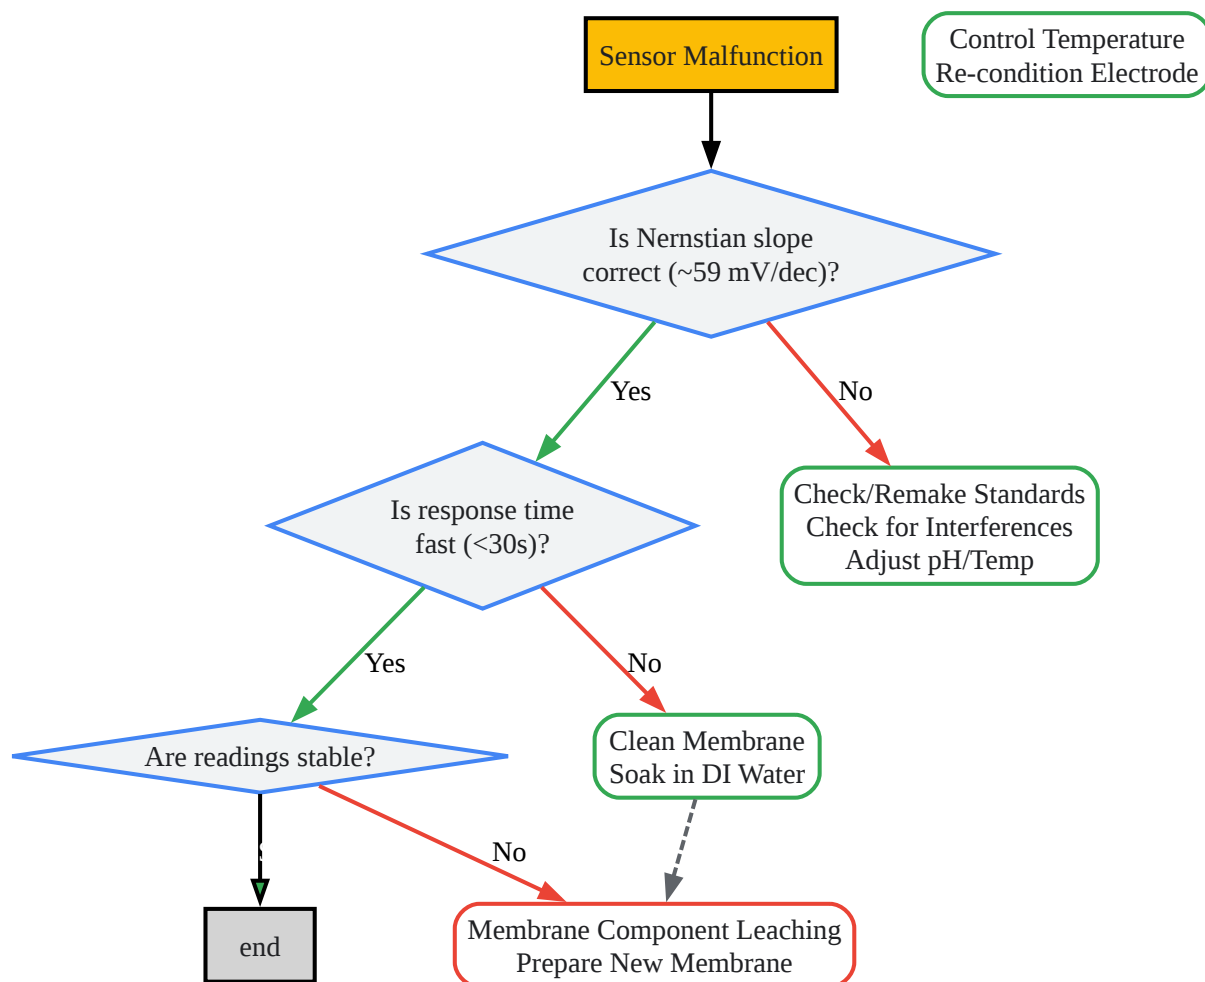 Sensor Malfunction
Control Temperature
Re-condition Electrode
Is Nernstian slope
correct (~59 mV/dec)?
Yes
No
Is response time
fast (<30s)?
Check/Remake Standards
Check for Interferences
Adjust pH/Temp
Yes
No
Are readings stable?
Clean Membrane
Soak in DI Water
No
end
Membrane Component Leaching
Prepare New Membrane